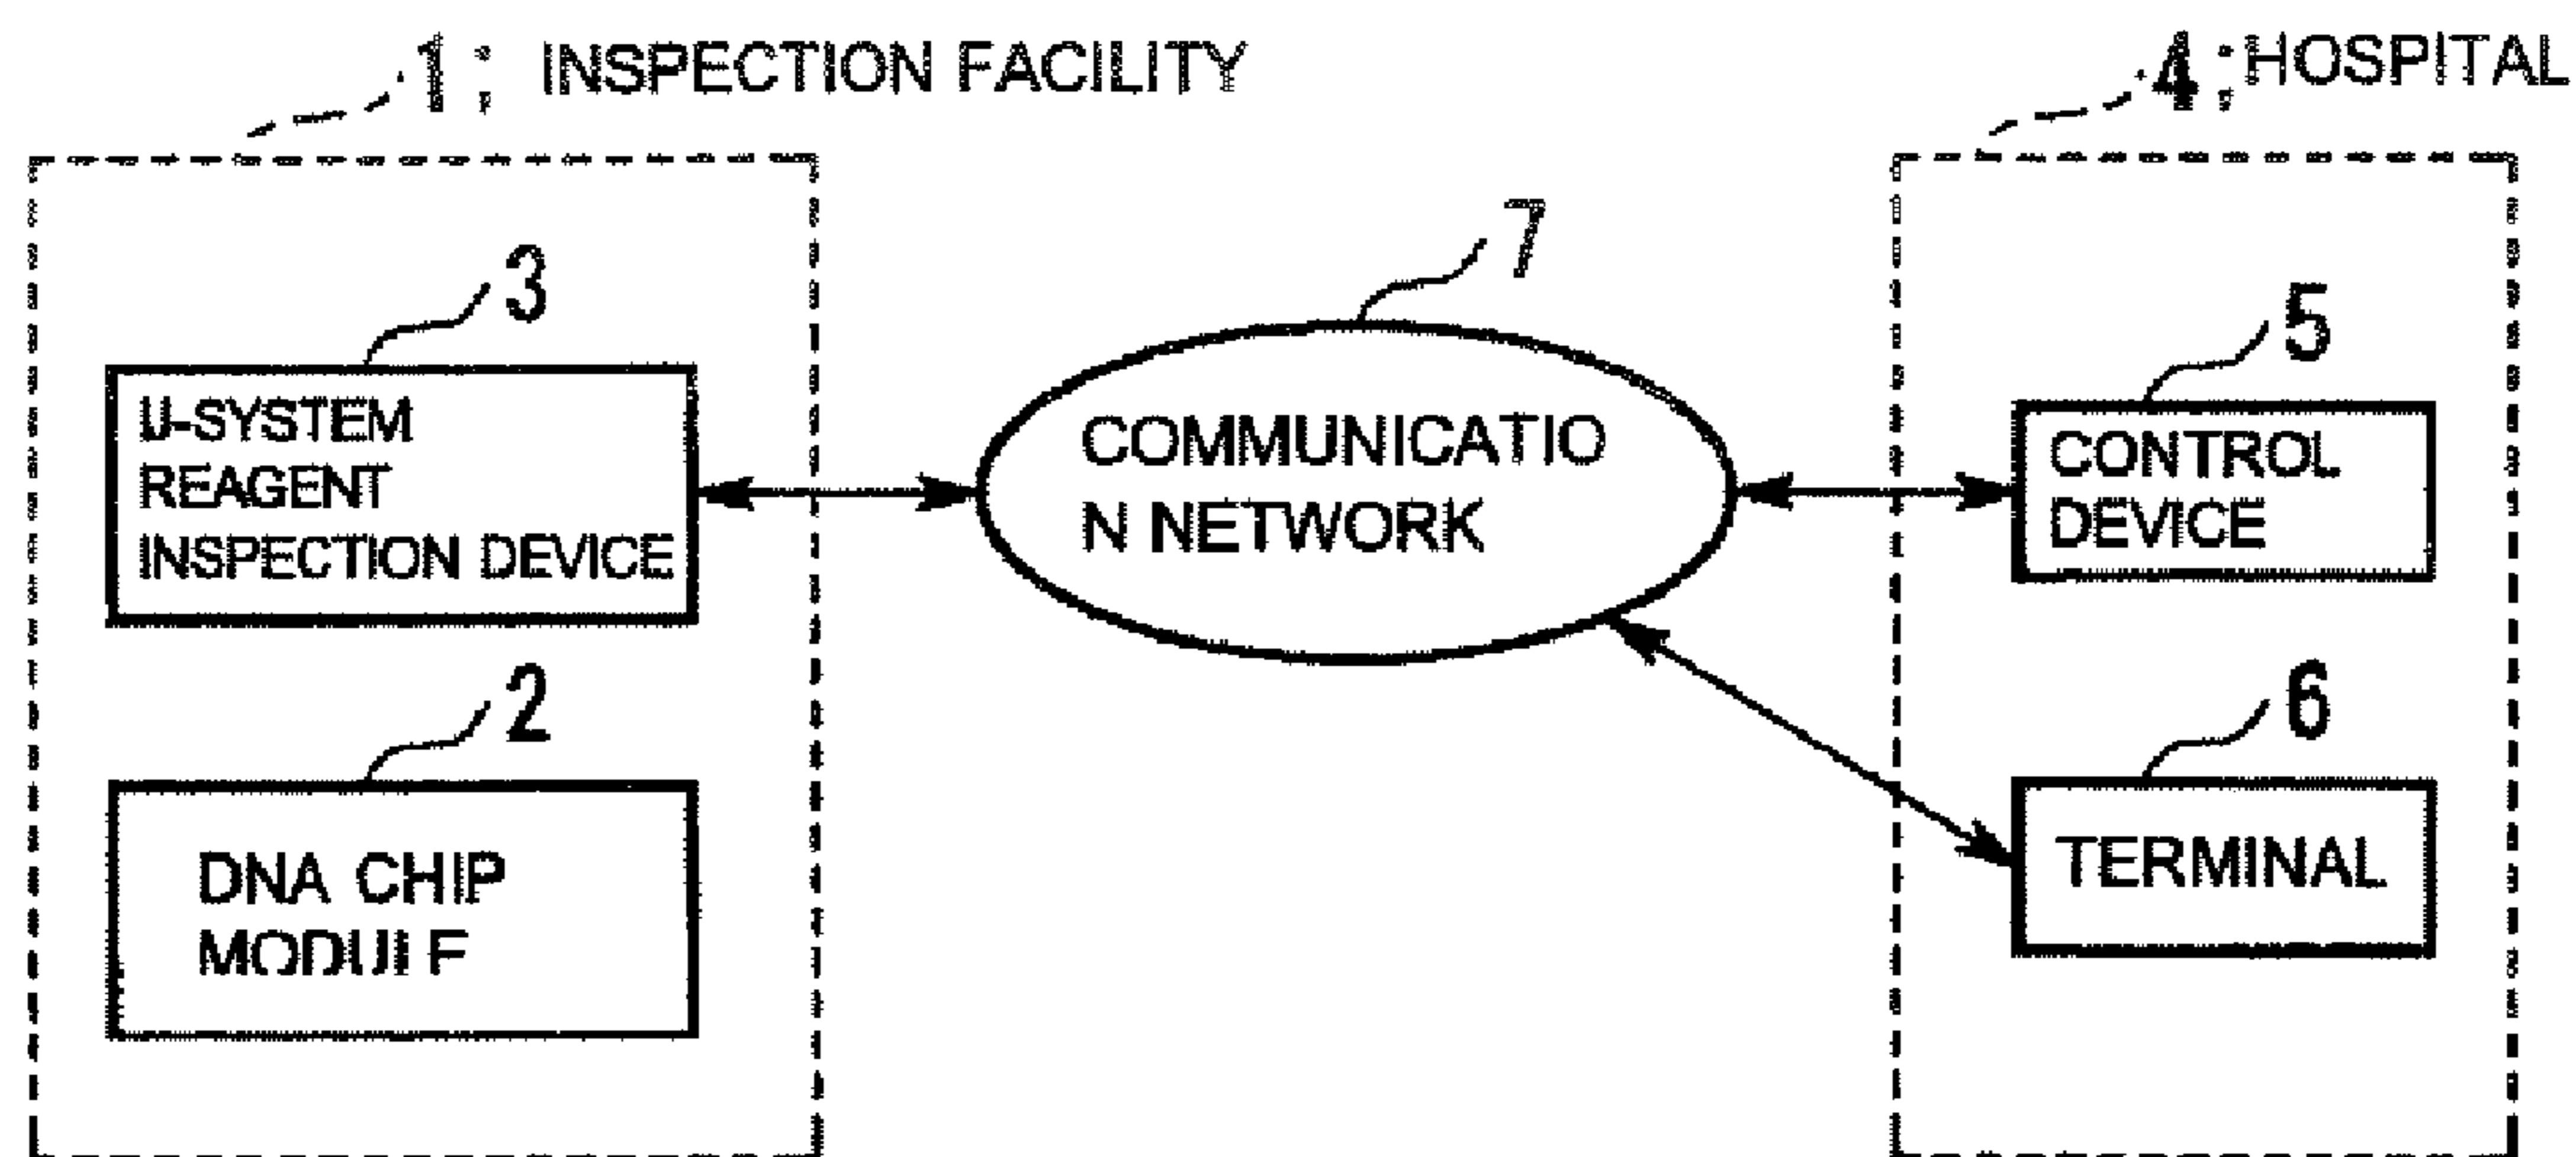 1; INSPECTION FACILITY
4; HOSPITAL
7
3
REAGENT
INSPECTION DEVICE
COMMUNICATIO
N NETWORK
5
CONTROL
DEVICE
2
DNA CHIP
MODULE
6
TERMINAL